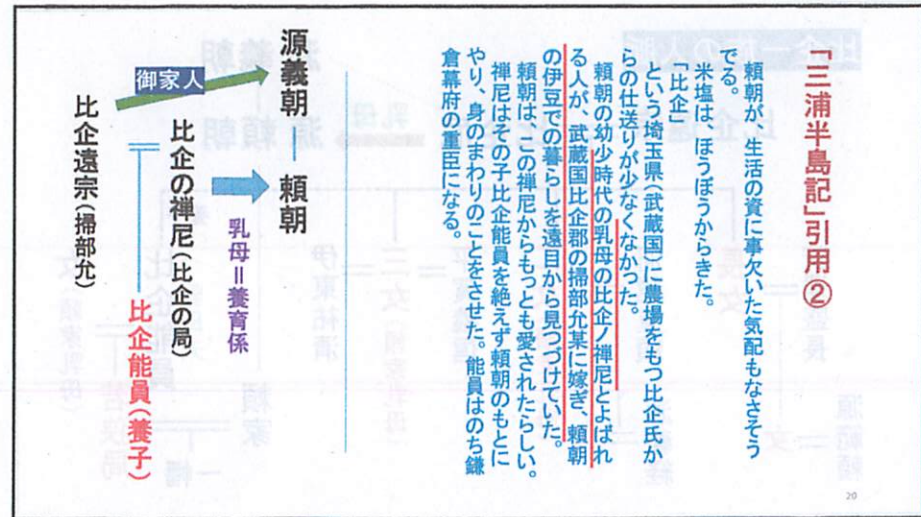 「三浦半島記」引用②
頼朝が、生活の資に事欠いた気配もなさそう
でる。
米塩は、ほうぼうからきた。
「比企」
という埼玉県(武蔵国)に農場をもつ比企氏か
らの仕送りが少なくなかった。
頼朝の幼少時代の乳母の比企ノ禅尼とよばれ
る人が、武蔵国比企郡の掃部允某に嫁ぎ、頼朝
の伊豆での暮らしを遠目から見つづけていた。
頼朝は、この禅尼からもっとも愛されたらしい。
禅尼はその子比企能員を絶えず頼朝のもとに
やり、身のまわりのことをさせた。能員はのち鎌
倉幕府の重臣になる。
源義朝
頼朝
御家人
乳母=養育係
比企の禅尼(比企の局)
比企遠宗(掃部允)
比企能員(養子)
20